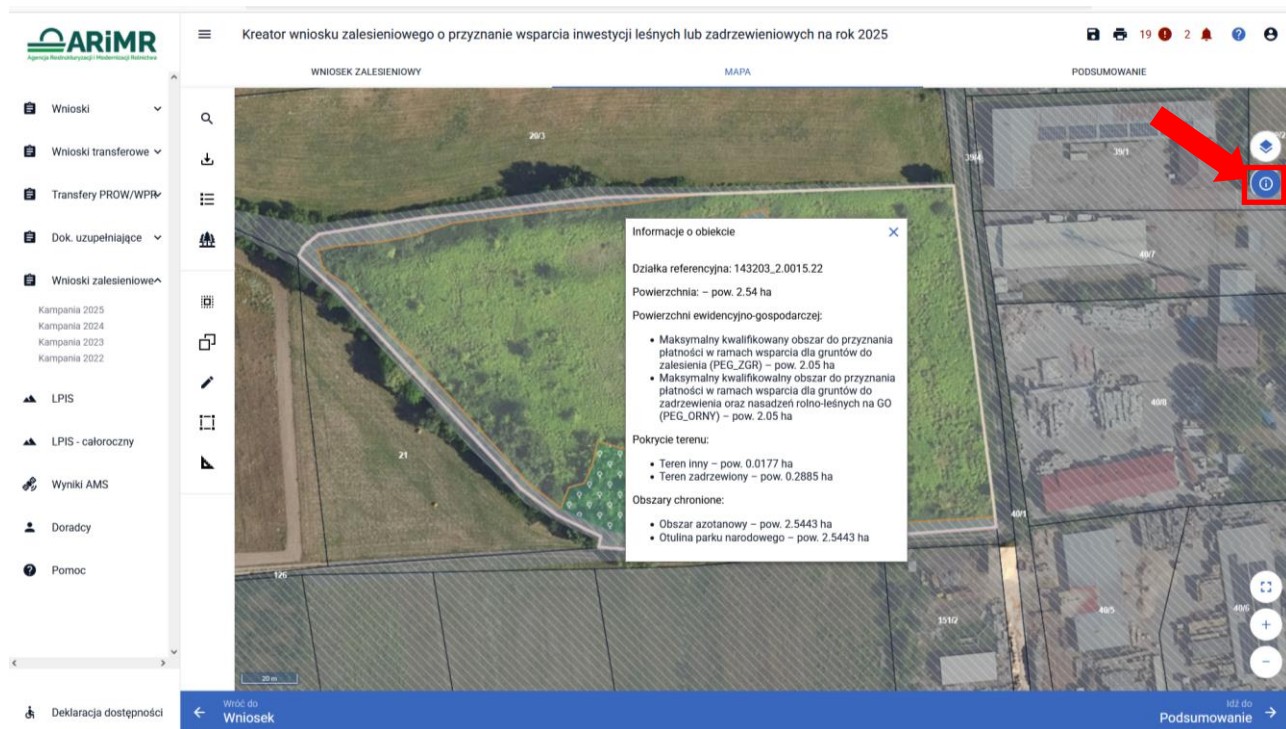 ARiMR
Agencja Restrukturyzacji i Modernizacji Rolnictwa
Kreator wniosku zalesieniowego o przyznanie wsparcia inwestycji leśnych lub zadrzewieniowych na rok 2025
19
2
WNIOSEK ZALESIENIOWY
MAPA
PODSUMOWANIE
Wnioski
Wnioski transferowe
Transfery PROW/WPR
Dok. uzupełniające
Wnioski zalesieniowe
Kampania 2025
Kampania 2024
Kampania 2023
Kampania 2022
LPIS
LPIS - całoroczny
Wyniki AMS
Doradcy
Pomoc
Deklaracja dostępności
20/3
39/4
39/1
40/7
40/8
21
40/1
126
151/2
40/5
40/6
20 m
Informacje o obiekcie
Działka referencyjna: 143203_2.0015.22
Powierzchnia: – pow. 2.54 ha
Powierzchni ewidencyjno-gospodarczej:
• Maksymalny kwalifikowany obszar do przyznania
płatności w ramach wsparcia dla gruntów do
zalesienia (PEG_ZGR) – pow. 2.05 ha
• Maksymalny kwalifikowalny obszar do przyznania
płatności w ramach wsparcia dla gruntów do
zadrzewienia oraz nasadzeń rolno-leśnych na GO
(PEG_ORNY) – pow. 2.05 ha
Pokrycie terenu:
• Teren inny – pow. 0.0177 ha
• Teren zadrzewiony – pow. 0.2885 ha
Obszary chronione:
• Obszar azotanowy – pow. 2.5443 ha
• Otulina parku narodowego – pow. 2.5443 ha
Wróć do
Wniosek
Idź do
Podsumowanie